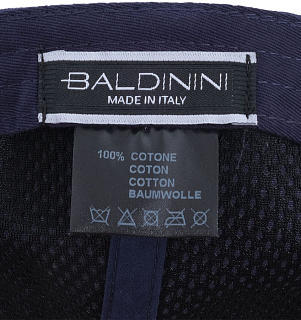 BALDININI
MADE IN ITALY
100% COTONE
COTON
COTTON
BAUMWOLLE